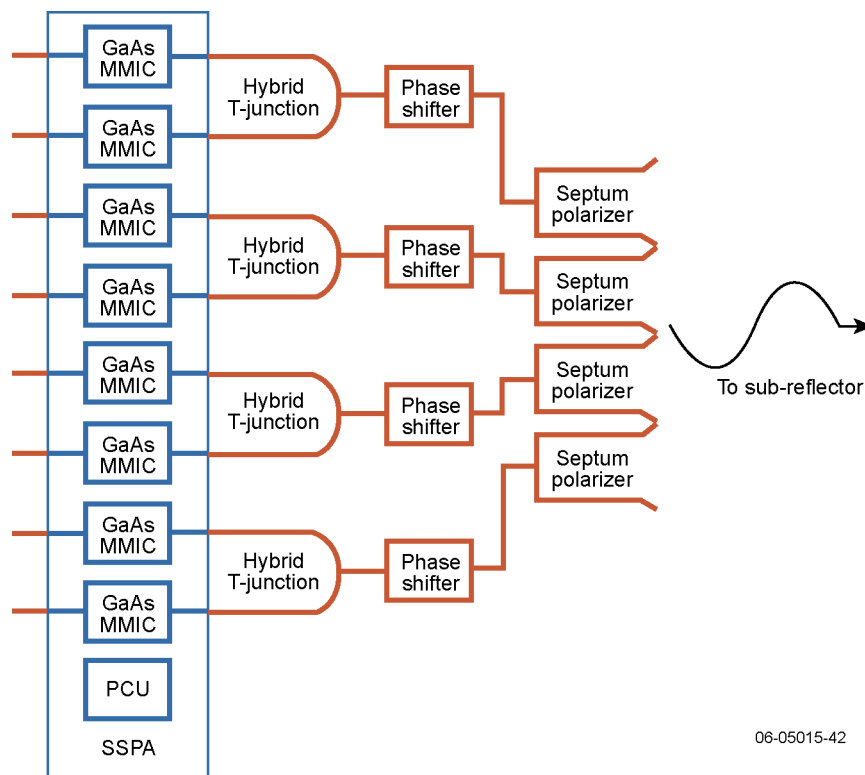 GaAs
MMIC
GaAs
MMIC
Hybrid
T-junction
Phase
shifter
GaAs
MMIC
GaAs
MMIC
Hybrid
T-junction
Phase
shifter
GaAs
MMIC
GaAs
MMIC
Hybrid
T-junction
Phase
shifter
GaAs
MMIC
GaAs
MMIC
Hybrid
T-junction
Phase
shifter
Septum
polarizer
Septum
polarizer
Septum
polarizer
Septum
polarizer
To sub-reflector
PCU
SSPA
06-05015-42